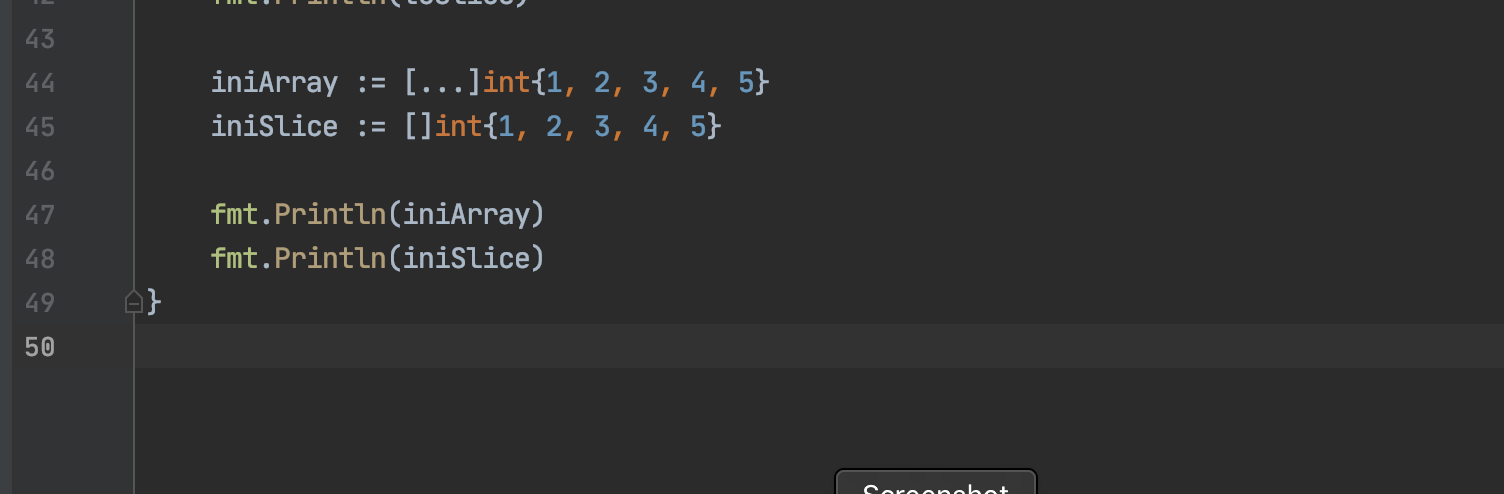 43
44 iniArray := [...]int{1, 2, 3, 4, 5}
45 iniSlice := []int{1, 2, 3, 4, 5}
46
47 fmt.Println(iniArray)
48 fmt.Println(iniSlice)
49 }
50
Screenshot